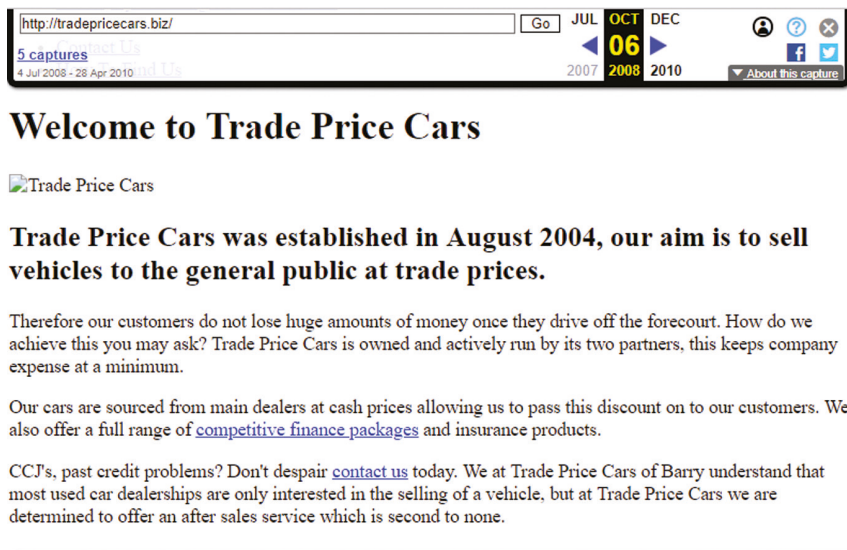 http://tradepricecars.biz/ Go JUL OCT DEC
Contact Us
5 captures 06
4 Jul 2008 - 28 Apr 2010 2007 2008 2010 About this capture
Find Us
Welcome to Trade Price Cars
Trade Price Cars
Trade Price Cars was established in August 2004, our aim is to sell
vehicles to the general public at trade prices.
Therefore our customers do not lose huge amounts of money once they drive off the forecourt. How do we
achieve this you may ask? Trade Price Cars is owned and actively run by its two partners, this keeps company
expense at a minimum.
Our cars are sourced from main dealers at cash prices allowing us to pass this discount on to our customers. We
also offer a full range of competitive finance packages and insurance products.
CCJ's, past credit problems? Don't despair contact us today. We at Trade Price Cars of Barry understand that
most used car dealerships are only interested in the selling of a vehicle, but at Trade Price Cars we are
determined to offer an after sales service which is second to none.